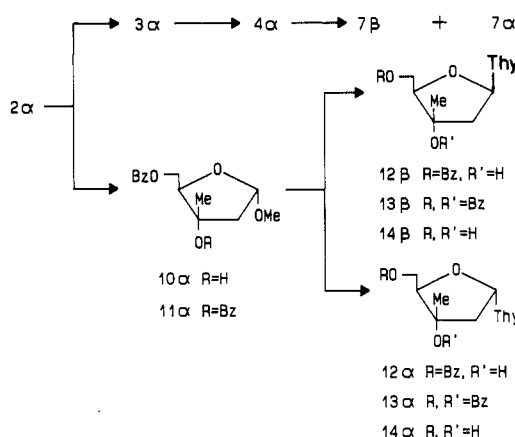 3α 4α 7β + 7α
2α
RO O Thy
Me
OR'
12β R=Bz, R'=H
13β R, R'=Bz
14β R, R'=H
BzO O
Me OMe
OR
10α R=H
11α R=Bz
RO O
Me Thy
OR'
12α R=Bz, R'=H
13α R, R'=Bz
14α R, R'=H